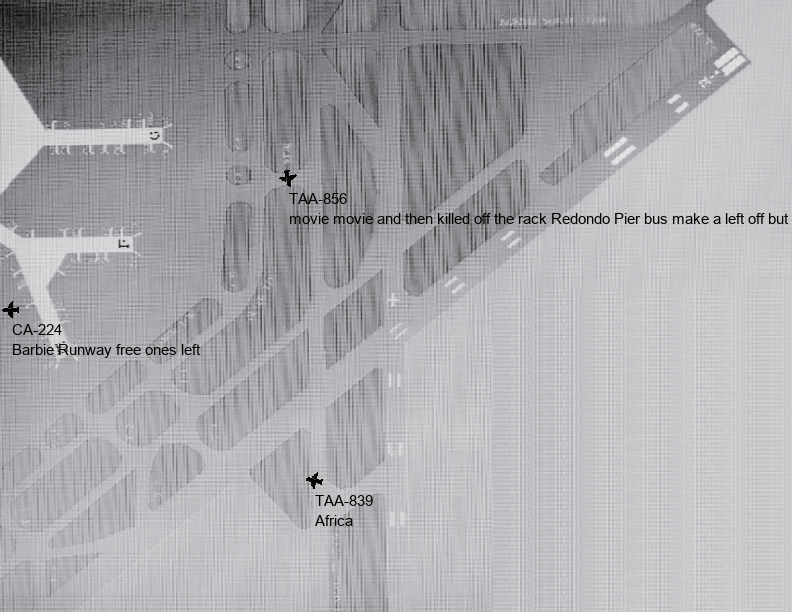 G
F
TAA-856
movie movie and then killed off the rack Redondo Pier bus make a left off but
CA-224
Barbie Runway free ones left
TAA-839
Africa